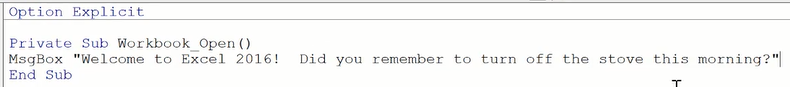 Option Explicit
Private Sub Workbook_Open()
MsgBox "Welcome to Excel 2016!  Did you remember to turn off the stove this morning?"
End Sub